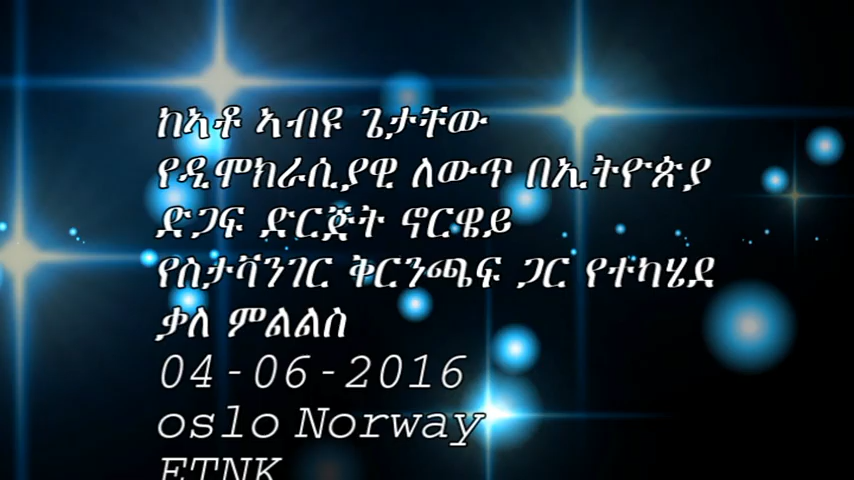 ከኣቶ ኣብዩ ጌታቸው
የዲሞክራሲያዊ ለውጥ በኢትዮጵያ
ድጋፍ ድርጅት ኖርዌይ
የስታቫንገር ቅርንጫፍ ጋር የተካሄደ
ቃለ ምልልስ
04-06-2016
oslo Norway
ETNK